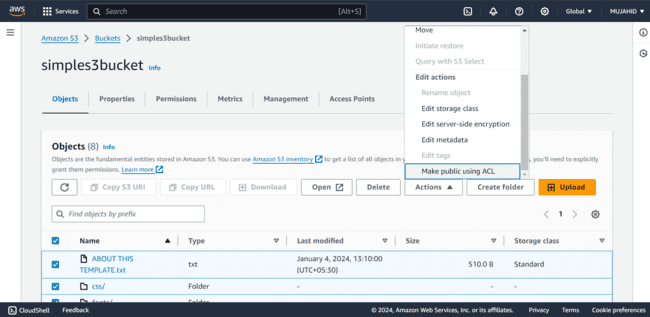 aws
Services
Search
[Alt+S]
Global
MUJAHID
Amazon S3 > Buckets > simples3bucket
simples3bucket Info
Objects
Properties
Permissions
Metrics
Management
Access Points
Move
Initiate restore
Query with S3 Select
Edit actions
Rename object
Edit storage class
Edit server-side encryption
Edit metadata
Edit tags
Make public using ACL
Objects (8) Info
Objects are the fundamental entities stored in Amazon S3. You can use Amazon S3 inventory to get a list of all objects in y
s, you'll need to explicitly
grant them permissions. Learn more
Copy S3 URI
Copy URL
Download
Open
Delete
Actions
Create folder
Upload
Find objects by prefix
1
Name
Type
Last modified
Size
Storage class
ABOUT THIS
TEMPLATE.txt
txt
January 4, 2024, 13:10:00
(UTC+05:30)
510.0 B
Standard
css/
Folder
-
-
-
CloudShell
Feedback
© 2024, Amazon Web Services, Inc. or its affiliates.
Privacy
Terms
Cookie preferences